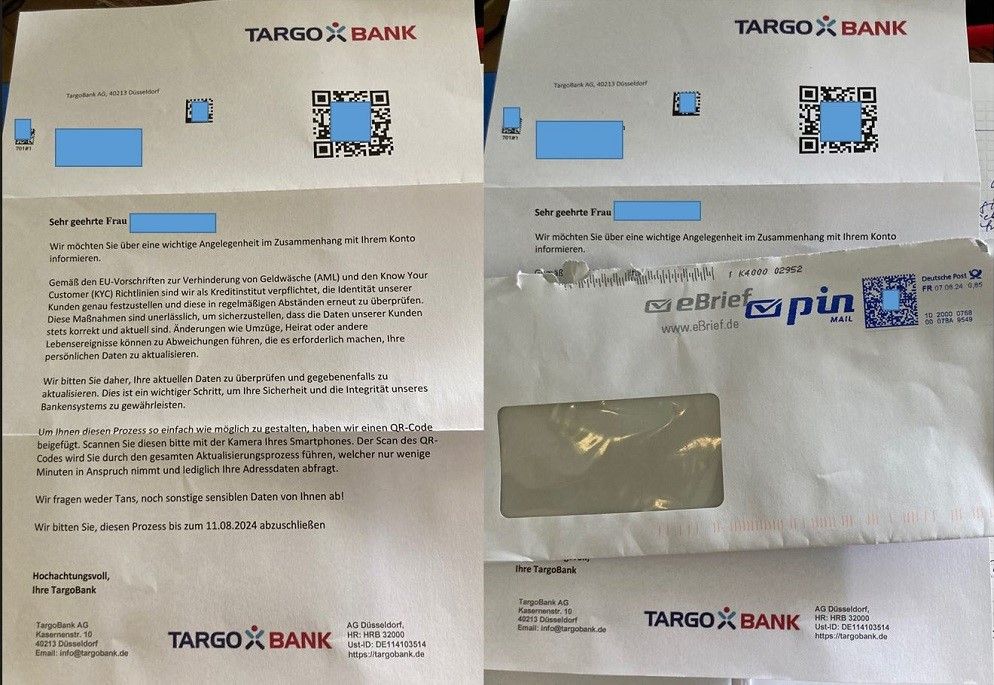 TARGO BANK
TargoBank AG, 40213 Düsseldorf
701#1
Sehr geehrte Frau
Wir möchten Sie über eine wichtige Angelegenheit im Zusammenhang mit Ihrem Konto
informieren.
Gemäß den EU-Vorschriften zur Verhinderung von Geldwäsche (AML) und den Know Your
Customer (KYC) Richtlinien sind wir als Kreditinstitut verpflichtet, die Identität unserer
Kunden genau festzustellen und diese in regelmäßigen Abständen erneut zu überprüfen.
Diese Maßnahmen sind unerlässlich, um sicherzustellen, dass die Daten unserer Kunden
stets korrekt und aktuell sind. Änderungen wie Umzüge, Heirat oder andere
Lebensereignisse können zu Abweichungen führen, die es erforderlich machen, Ihre
persönlichen Daten zu aktualisieren.
Wir bitten Sie daher, Ihre aktuellen Daten zu überprüfen und gegebenenfalls zu
aktualisieren. Dies ist ein wichtiger Schritt, um Ihre Sicherheit und die Integrität unseres
Bankensystems zu gewährleisten.
Um Ihnen diesen Prozess so einfach wie möglich zu gestalten, haben wir einen QR-Code
beigefügt. Scannen Sie diesen bitte mit der Kamera Ihres Smartphones. Der Scan des QR-
Codes wird Sie durch den gesamten Aktualisierungsprozess führen, welcher nur wenige
Minuten in Anspruch nimmt und lediglich Ihre Adressdaten abfragt.
Wir fragen weder Tans, noch sonstige sensiblen Daten von Ihnen ab!
Wir bitten Sie, diesen Prozess bis zum 11.08.2024 abzuschließen
Hochachtungsvoll,
Ihre TargoBank
TargoBank AG
Kasernenstr. 10
40213 Düsseldorf
Email: info@targobank.de
TARGO BANK
AG Düsseldorf,
HR: HRB 32000
Ust-ID: DE114103514
https://targobank.de
TARGO BANK
TargoBank AG, 40213 Düsseldorf
701#1
Sehr geehrte Frau
Wir möchten Sie über eine wichtige Angelegenheit im Zusammenhang mit Ihrem Konto
informieren.
K4000 02952
eBrief
www.eBrief.de
pin
MAIL
Deutsche Post
FR 07.08.24 0,85
10 2000 0768
00 078A 9549
Ihre TargoBank
TargoBank AG
Kasernenstr. 10
40213 Düsseldorf
Email: info@targobank.de
TARGO BANK
AG Düsseldorf,
HR: HRB 32000
Ust-ID: DE114103514
https://targobank.de